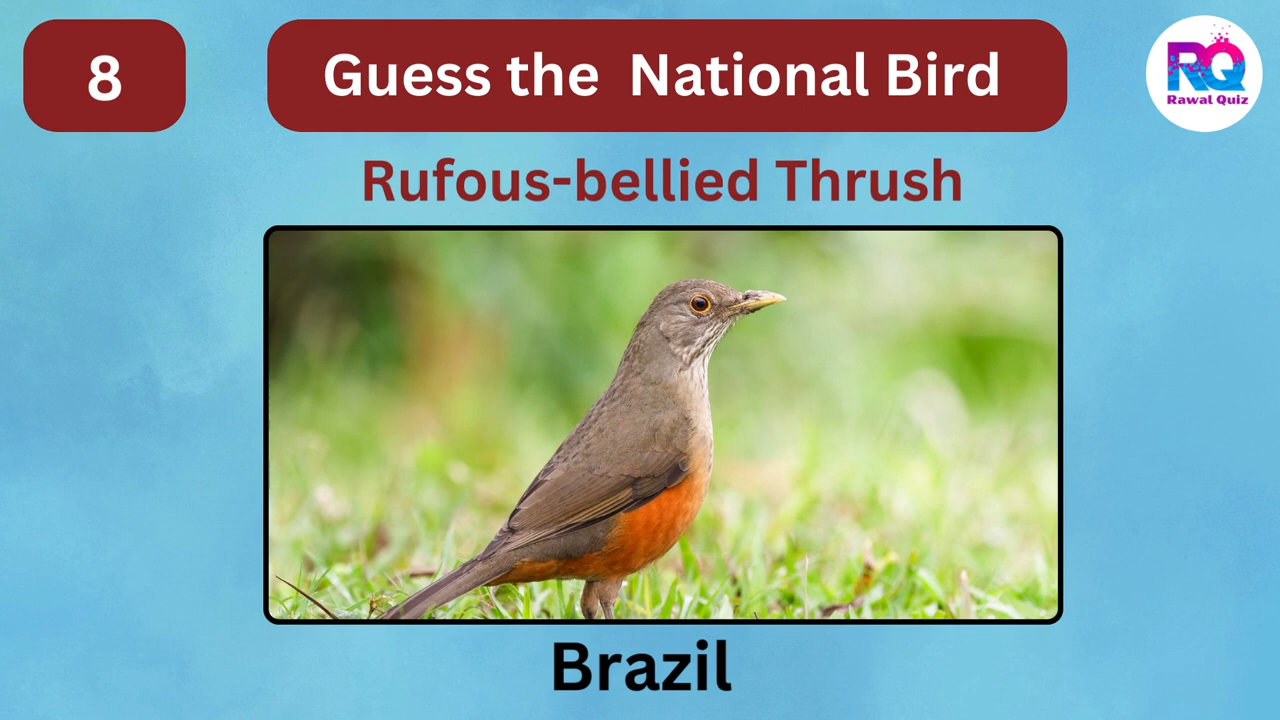 8
Guess the National Bird
RQ
Rawal Quiz
Rufous-bellied Thrush
Brazil